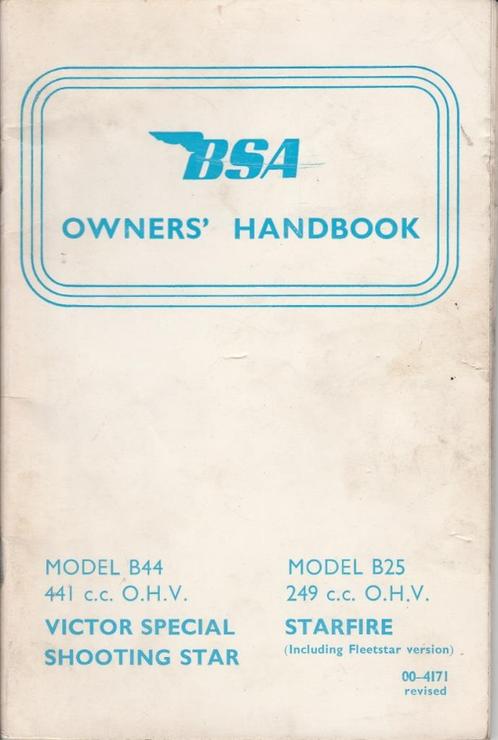 BSA
OWNERS' HANDBOOK
MODEL B44
441 c.c. O.H.V.
VICTOR SPECIAL
SHOOTING STAR
MODEL B25
249 c.c. O.H.V.
STARFIRE
(Including Fleetstar version)
00-4171
revised